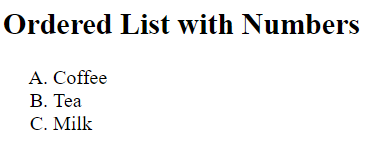 Ordered List with Numbers
A. Coffee
B. Tea
C. Milk